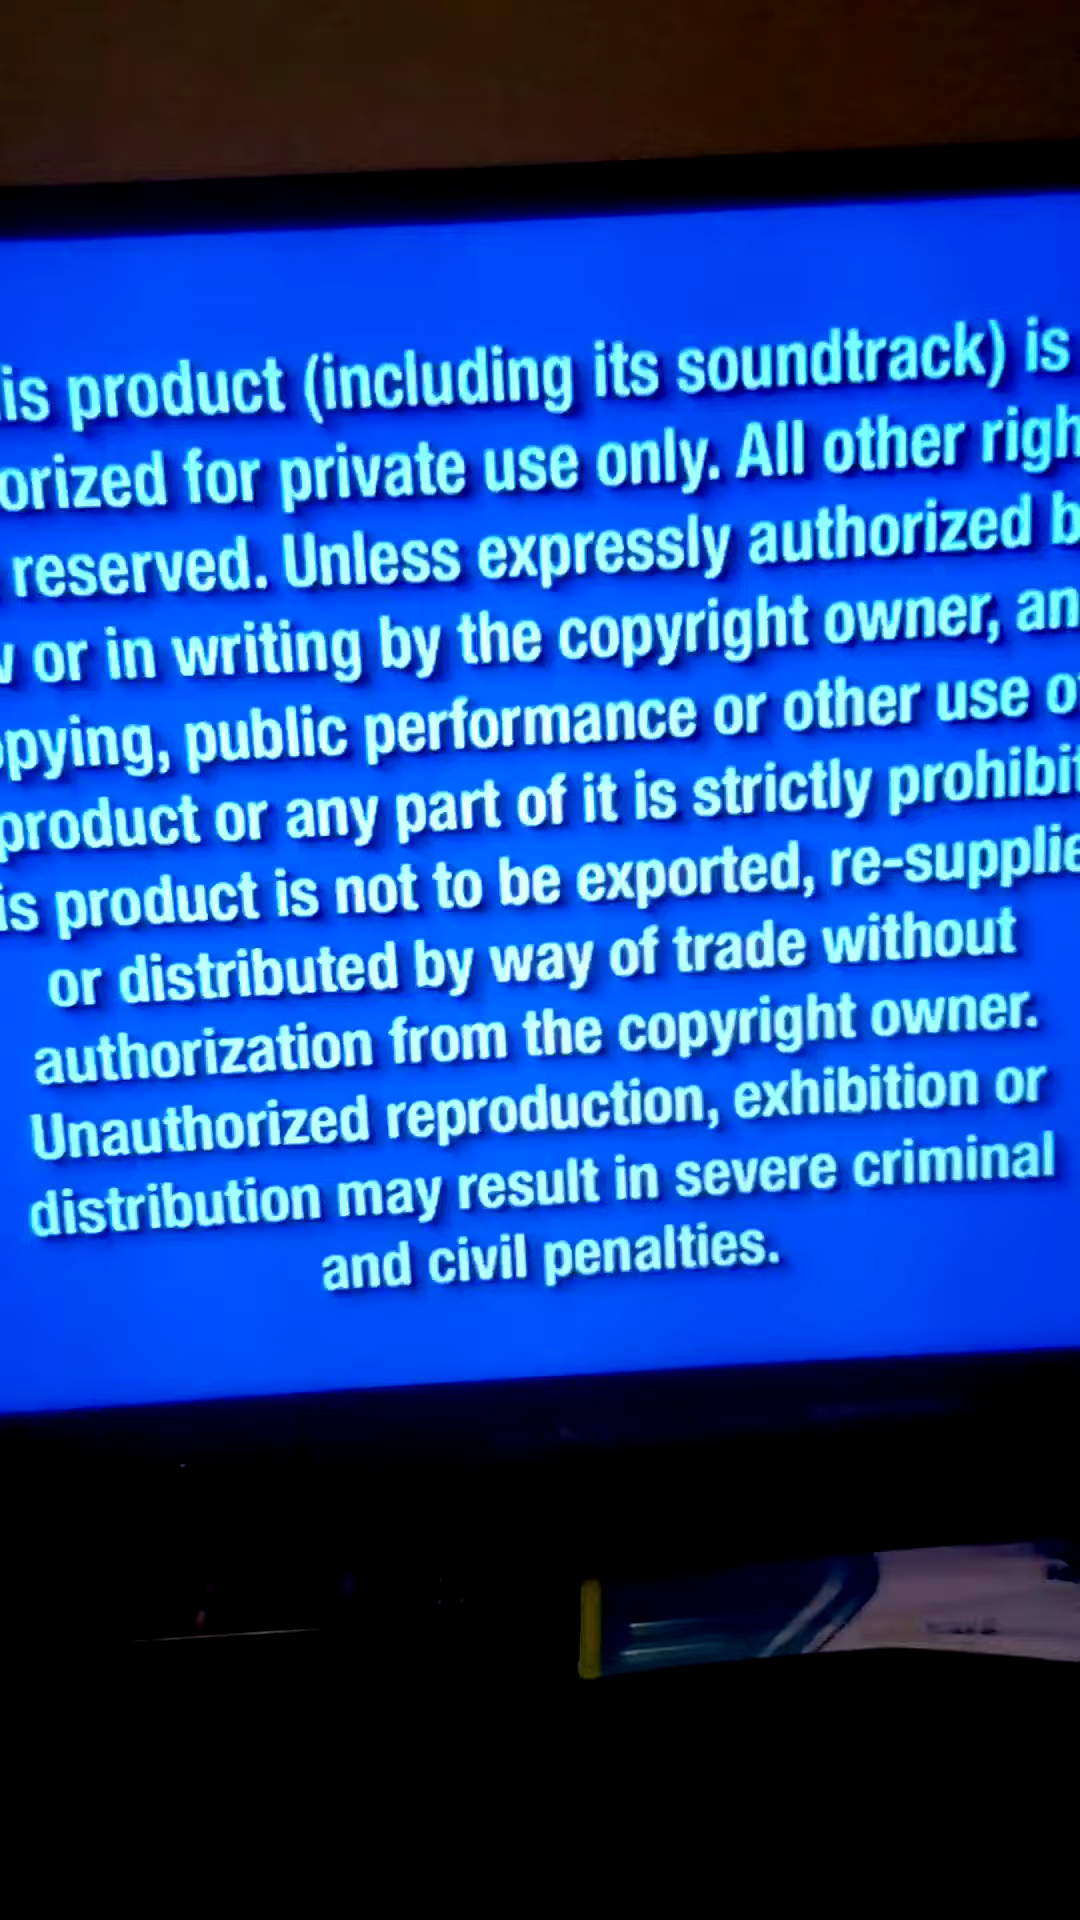 is product (including its soundtrack) is
orized for private use only. All other righ
reserved. Unless expressly authorized b
w or in writing by the copyright owner, an
opying, public performance or other use of
product or any part of it is strictly prohibit
is product is not to be exported, re-supplie
or distributed by way of trade without
authorization from the copyright owner.
Unauthorized reproduction, exhibition or
distribution may result in severe criminal
and civil penalties.